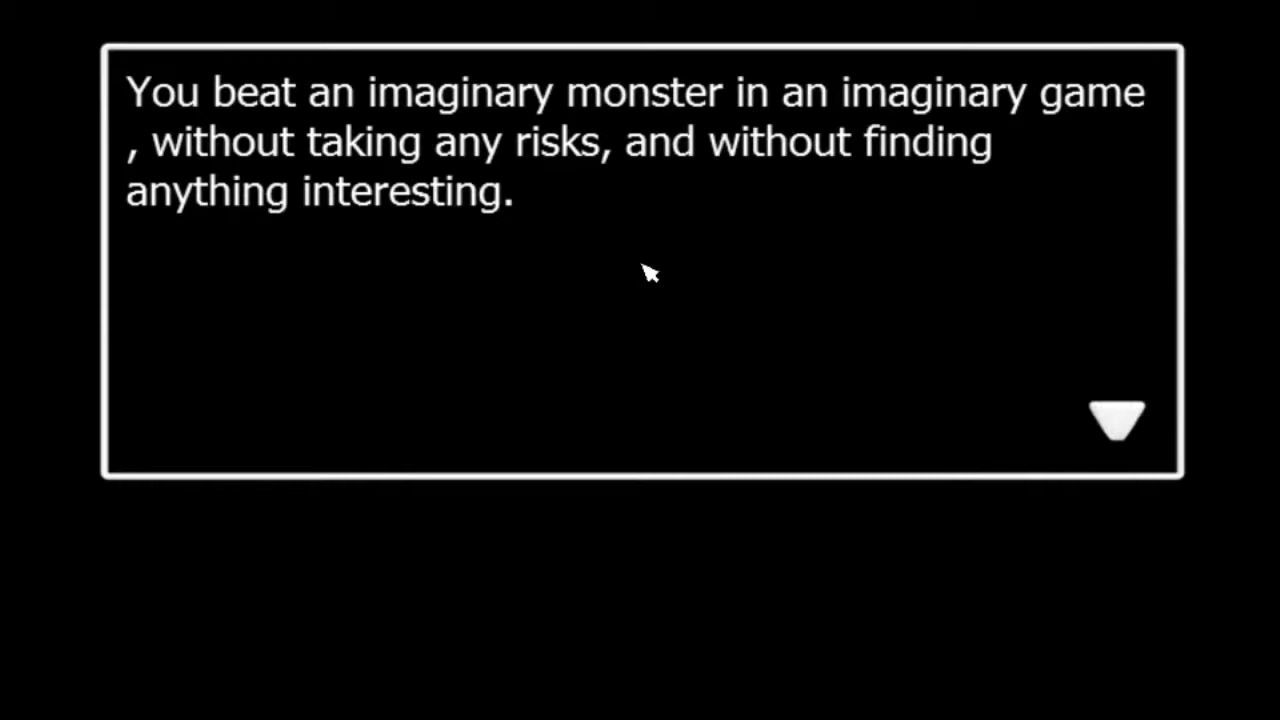 You beat an imaginary monster in an imaginary game
, without taking any risks, and without finding
anything interesting.